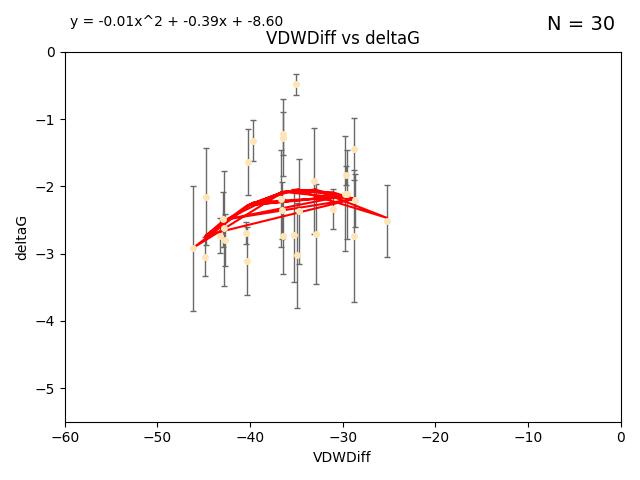 y = -0.01x^2 + -0.39x + -8.60
N = 30
VDWDiff vs deltaG
0
−1
−2
−3
−4
−5
deltaG
−60 −50 −40 −30 −20 −10 0
VDWDiff